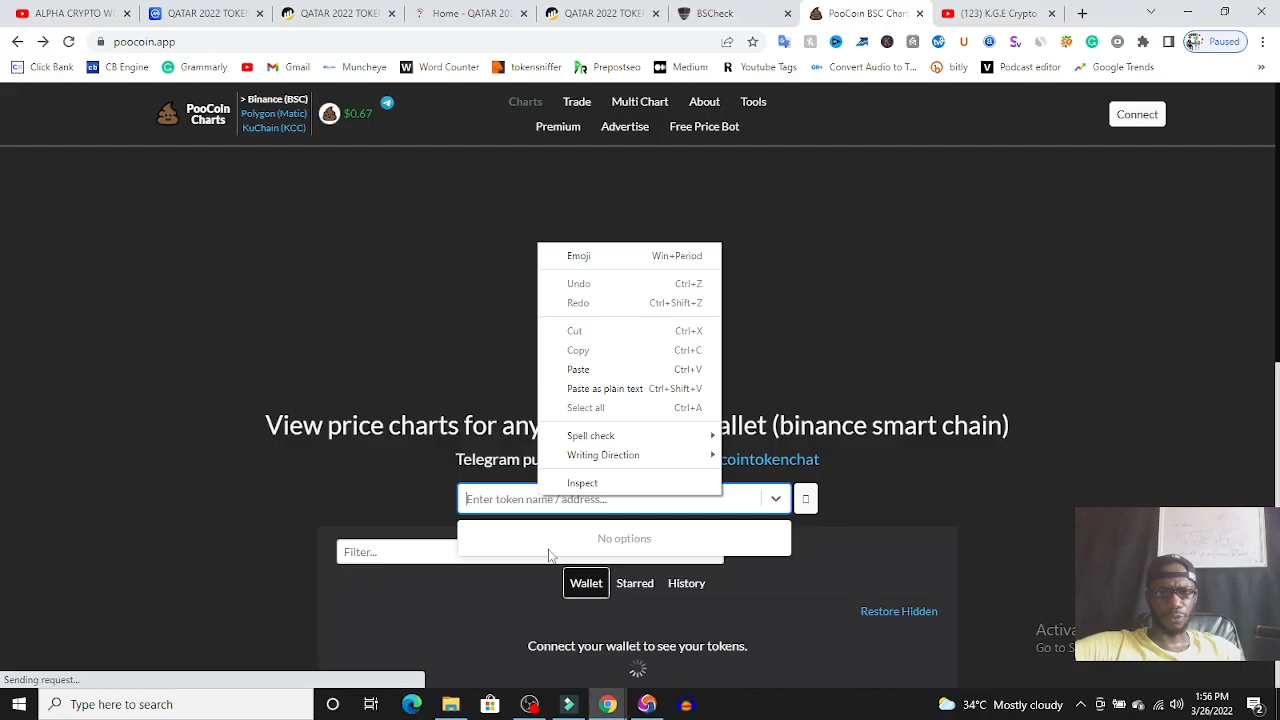 ALPHA CRYPTO W
QATAR 2022 TOKE
QATAR 2022 TOKE
Home - QATAR 20
QATAR 2022 TOKE
BSCheck
PooCoin BSC Char
(123) K.G.E Crypto
poocoin.app
Paused
Click Bank
CB Engine
Grammarly
Gmail
Muncheye
Word Counter
tokensniffer
Prepostseo
Medium
Youtube Tags
Convert Audio to T...
bitly
Podcast editor
Google Trends
PooCoin Charts
> Binance (BSC)
Polygon (Matic)
KuChain (KCC)
$0.67
Charts Trade Multi Chart About Tools
Premium Advertise Free Price Bot
Connect
Emoji Win+Period
Undo Ctrl+Z
Redo Ctrl+Shift+Z
Cut Ctrl+X
Copy Ctrl+C
Paste Ctrl+V
Paste as plain text Ctrl+Shift+V
Select all Ctrl+A
Spell check
Writing Direction
Inspect
View price charts for any allet (binance smart chain)
Telegram pu cointokenchat
Enter token name / address...
No options
Filter...
Wallet Starred History
Restore Hidden
Connect your wallet to see your tokens.
Activa
Go to S
Sending request...
Type here to search
34°C Mostly cloudy
1:56 PM
3/26/2022